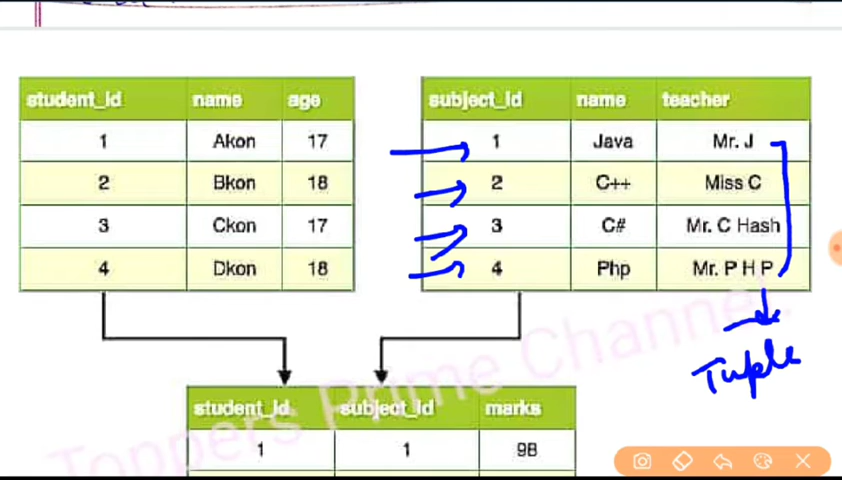 student_id name age
1 Akon 17
2 Bkon 18
3 Ckon 17
4 Dkon 18
subject_id name teacher
1 Java Mr. J
2 C++ Miss C
3 C# Mr. C Hash
4 Php Mr. P H P
Tuple
student_id subject_id marks
1 1 98
Toppers Prime Channel